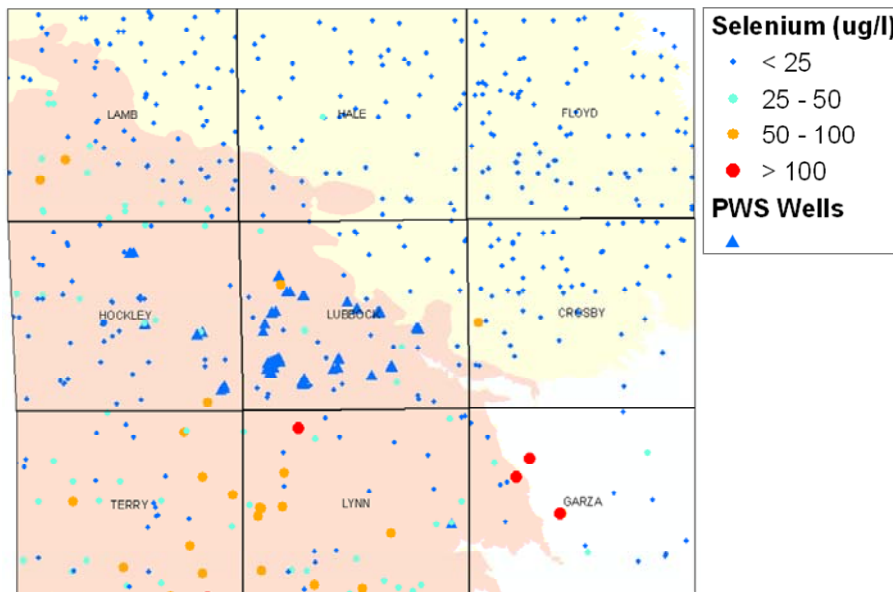 Selenium (ug/l)
< 25
25 - 50
50 - 100
> 100
PWS Wells
LAMB
HALE
FLOYD
HOCKLEY
LUBBOCK
CROSBY
TERRY
LYNN
GARZA